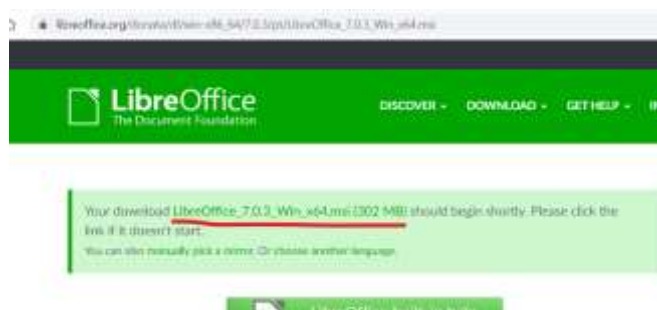 libreoffice.org/donate/dl/win-x86_64/7.0.3/pt/LibreOffice_7.0.3_Win_x64.msi
LibreOffice
The Document Foundation
DISCOVER
DOWNLOAD
GET HELP
Your download LibreOffice_7.0.3_Win_x64.msi (302 MB) should begin shortly. Please click the
link if it doesn't start.
You can also manually pick a mirror. Or choose another language.